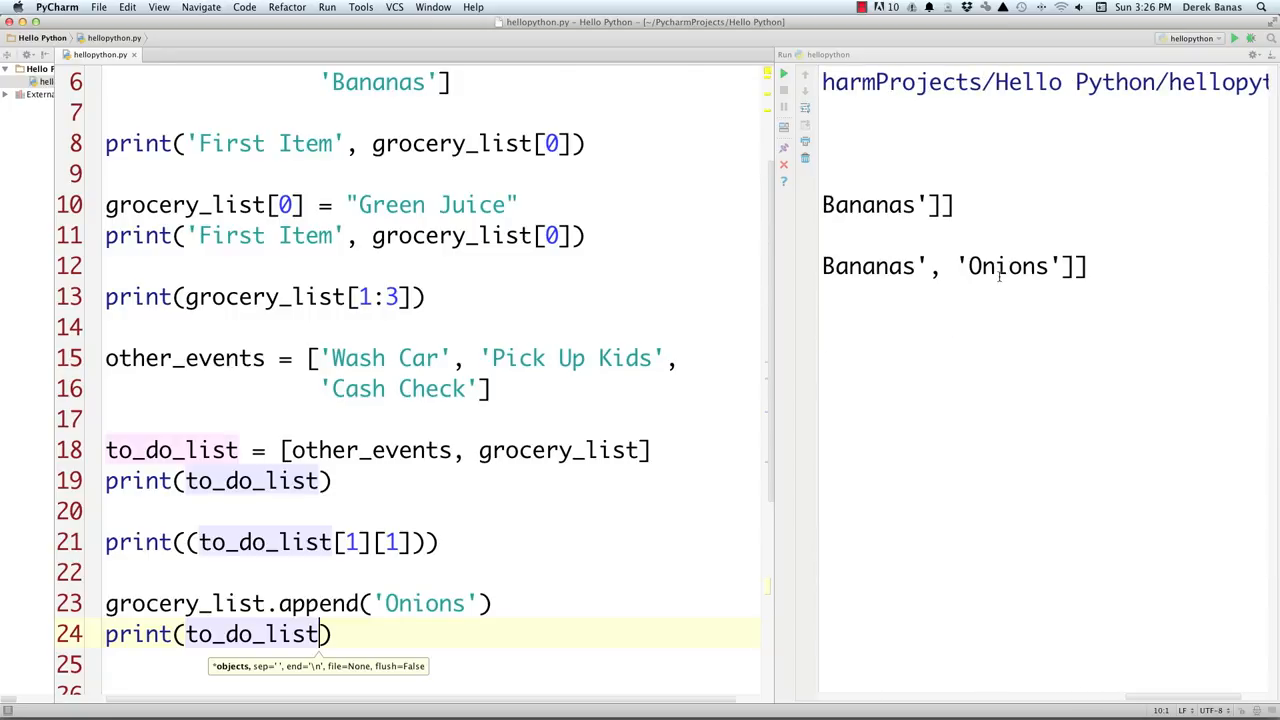 PyCharm File Edit View Navigate Code Refactor Run Tools VCS Window Help 10 Sun 3:26 PM Derek Banas
hellopython.py - Hello Python - [~/PycharmProjects/Hello Python]
Hello Python hellopython.py hellopython
hellopython.py Run hellopython
Hello P
hell
Externa
6 'Bananas']
7
8 print('First Item', grocery_list[0])
9
10 grocery_list[0] = "Green Juice"
11 print('First Item', grocery_list[0])
12
13 print(grocery_list[1:3])
14
15 other_events = ['Wash Car', 'Pick Up Kids',
16 'Cash Check']
17
18 to_do_list = [other_events, grocery_list]
19 print(to_do_list)
20
21 print((to_do_list[1][1]))
22
23 grocery_list.append('Onions')
24 print(to_do_list)
25
26
*objects, sep=' ', end='\n', file=None, flush=False
harmProjects/Hello Python/hellopyt
Bananas']]
Bananas', 'Onions']]
10:1 LF UTF-8